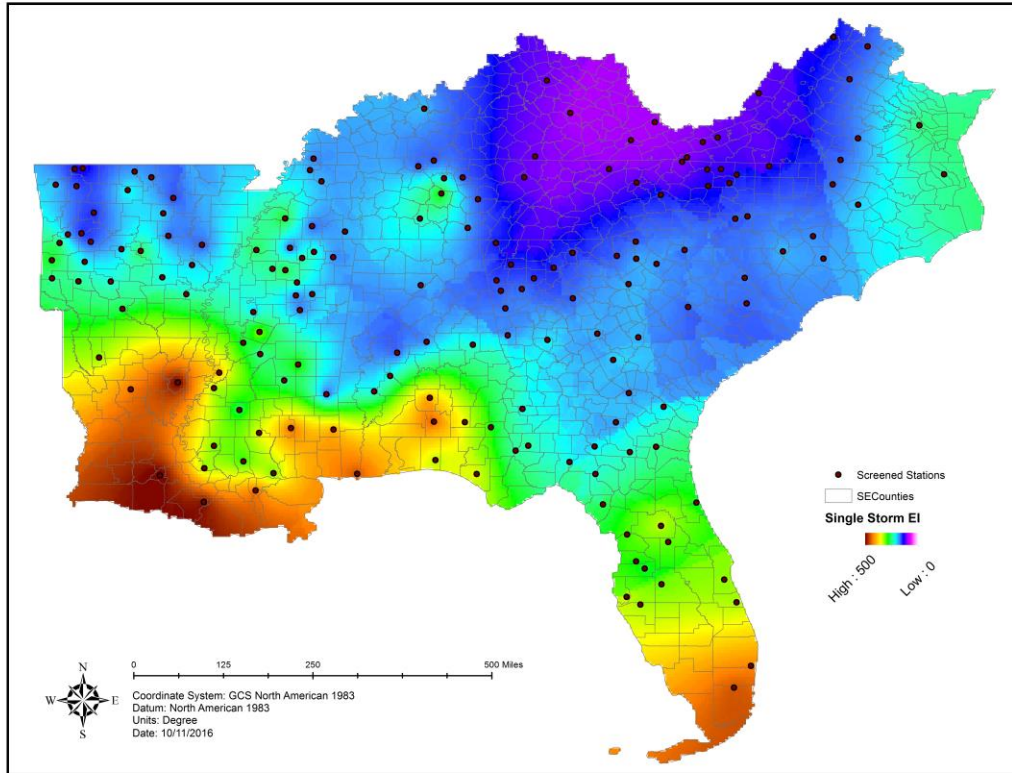 Screened Stations
SECounties
Single Storm EI
High : 500
Low : 0
0 125 250 500 Miles
N
W E
S
Coordinate System: GCS North American 1983
Datum: North American 1983
Units: Degree
Date: 10/11/2016